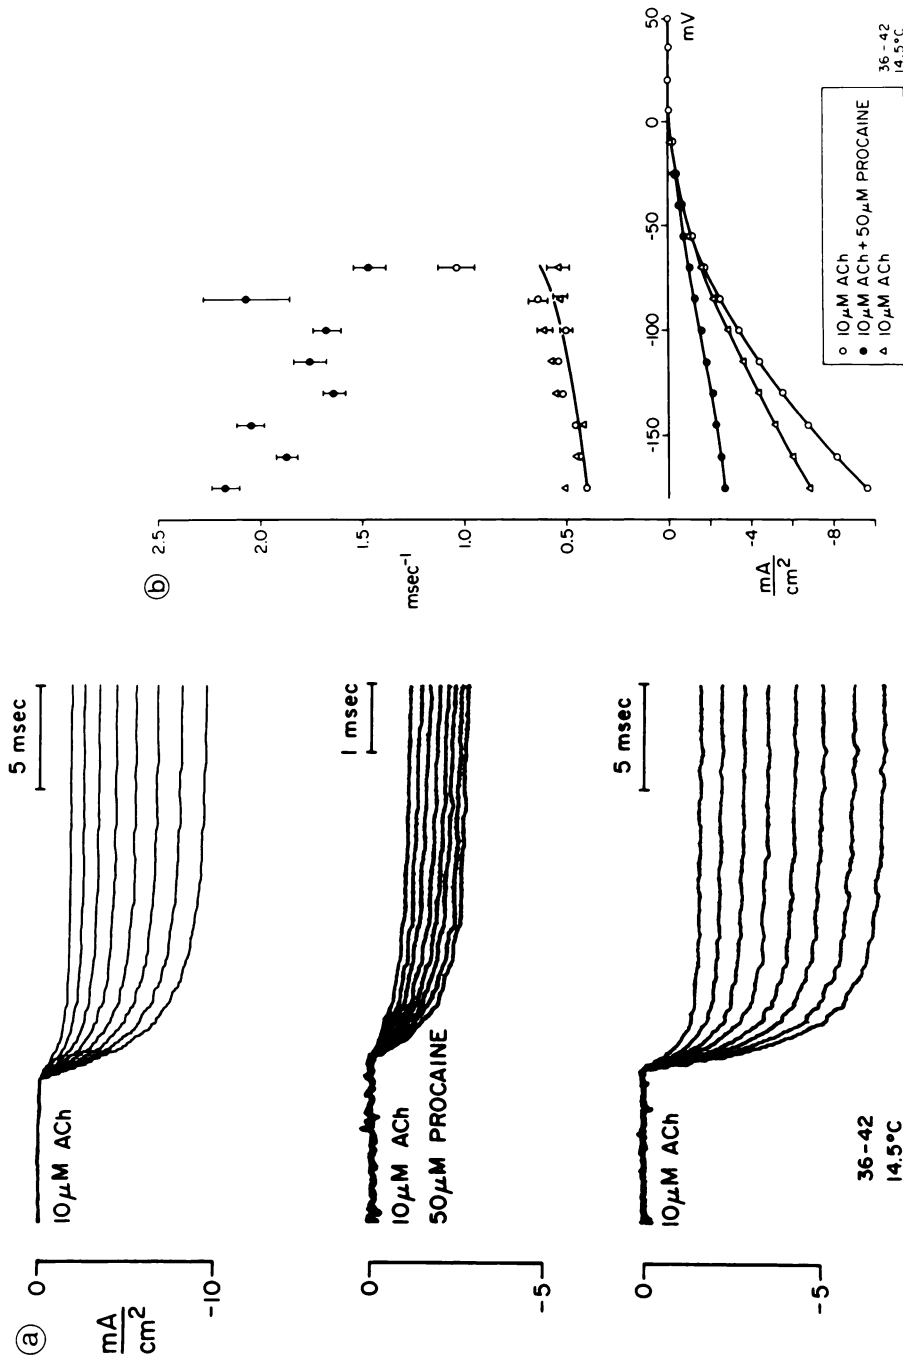 a
0
-10
mA
cm2
10μM ACh
5 msec
0
-5
10μM ACh
50μM PROCAINE
1 msec
0
-5
10μM ACh
5 msec
36-42
14.5°C
b
2.5
2.0
1.5
1.0
0.5
msec-1
0
-4
-8
mA
cm2
-150
-100
-50
0
50
mV
○ 10μM ACh
● 10μM ACh + 50μM PROCAINE
△ 10μM ACh
36-42
14.5°C